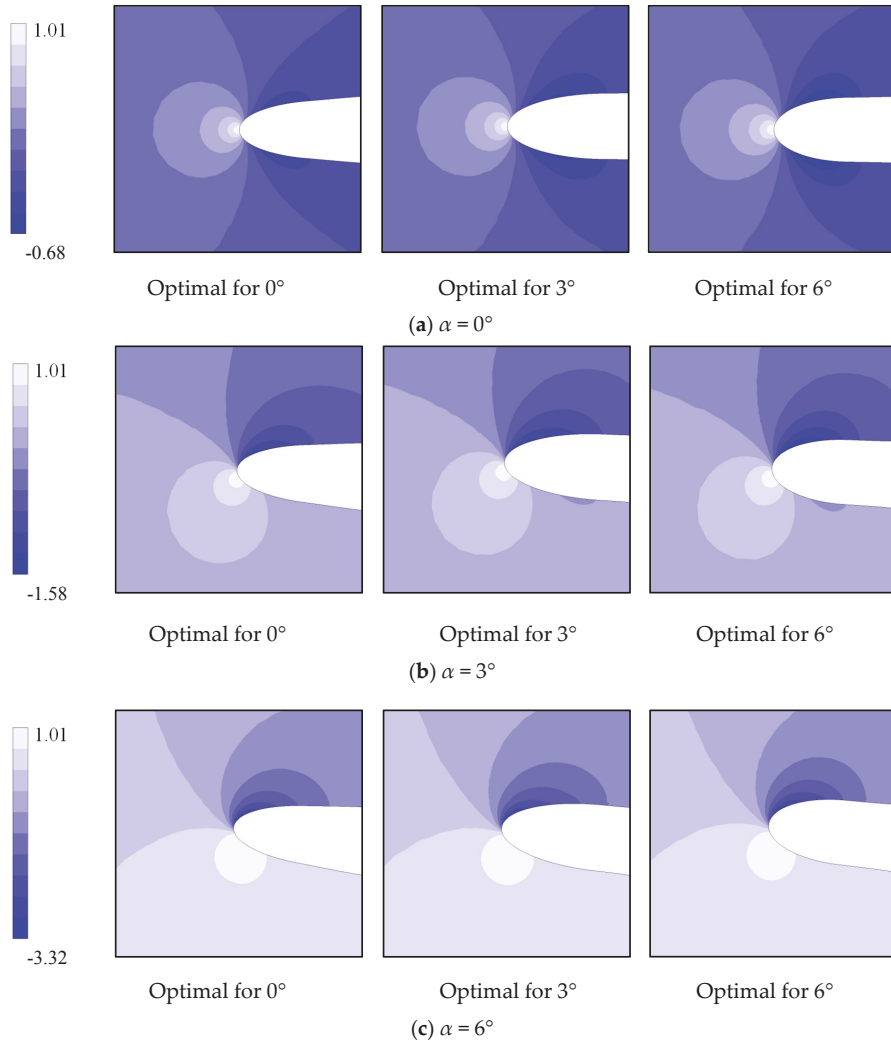 1.01
-0.68
Optimal for 0° Optimal for 3° Optimal for 6°
(a) α = 0°
1.01
-1.58
Optimal for 0° Optimal for 3° Optimal for 6°
(b) α = 3°
1.01
-3.32
Optimal for 0° Optimal for 3° Optimal for 6°
(c) α = 6°